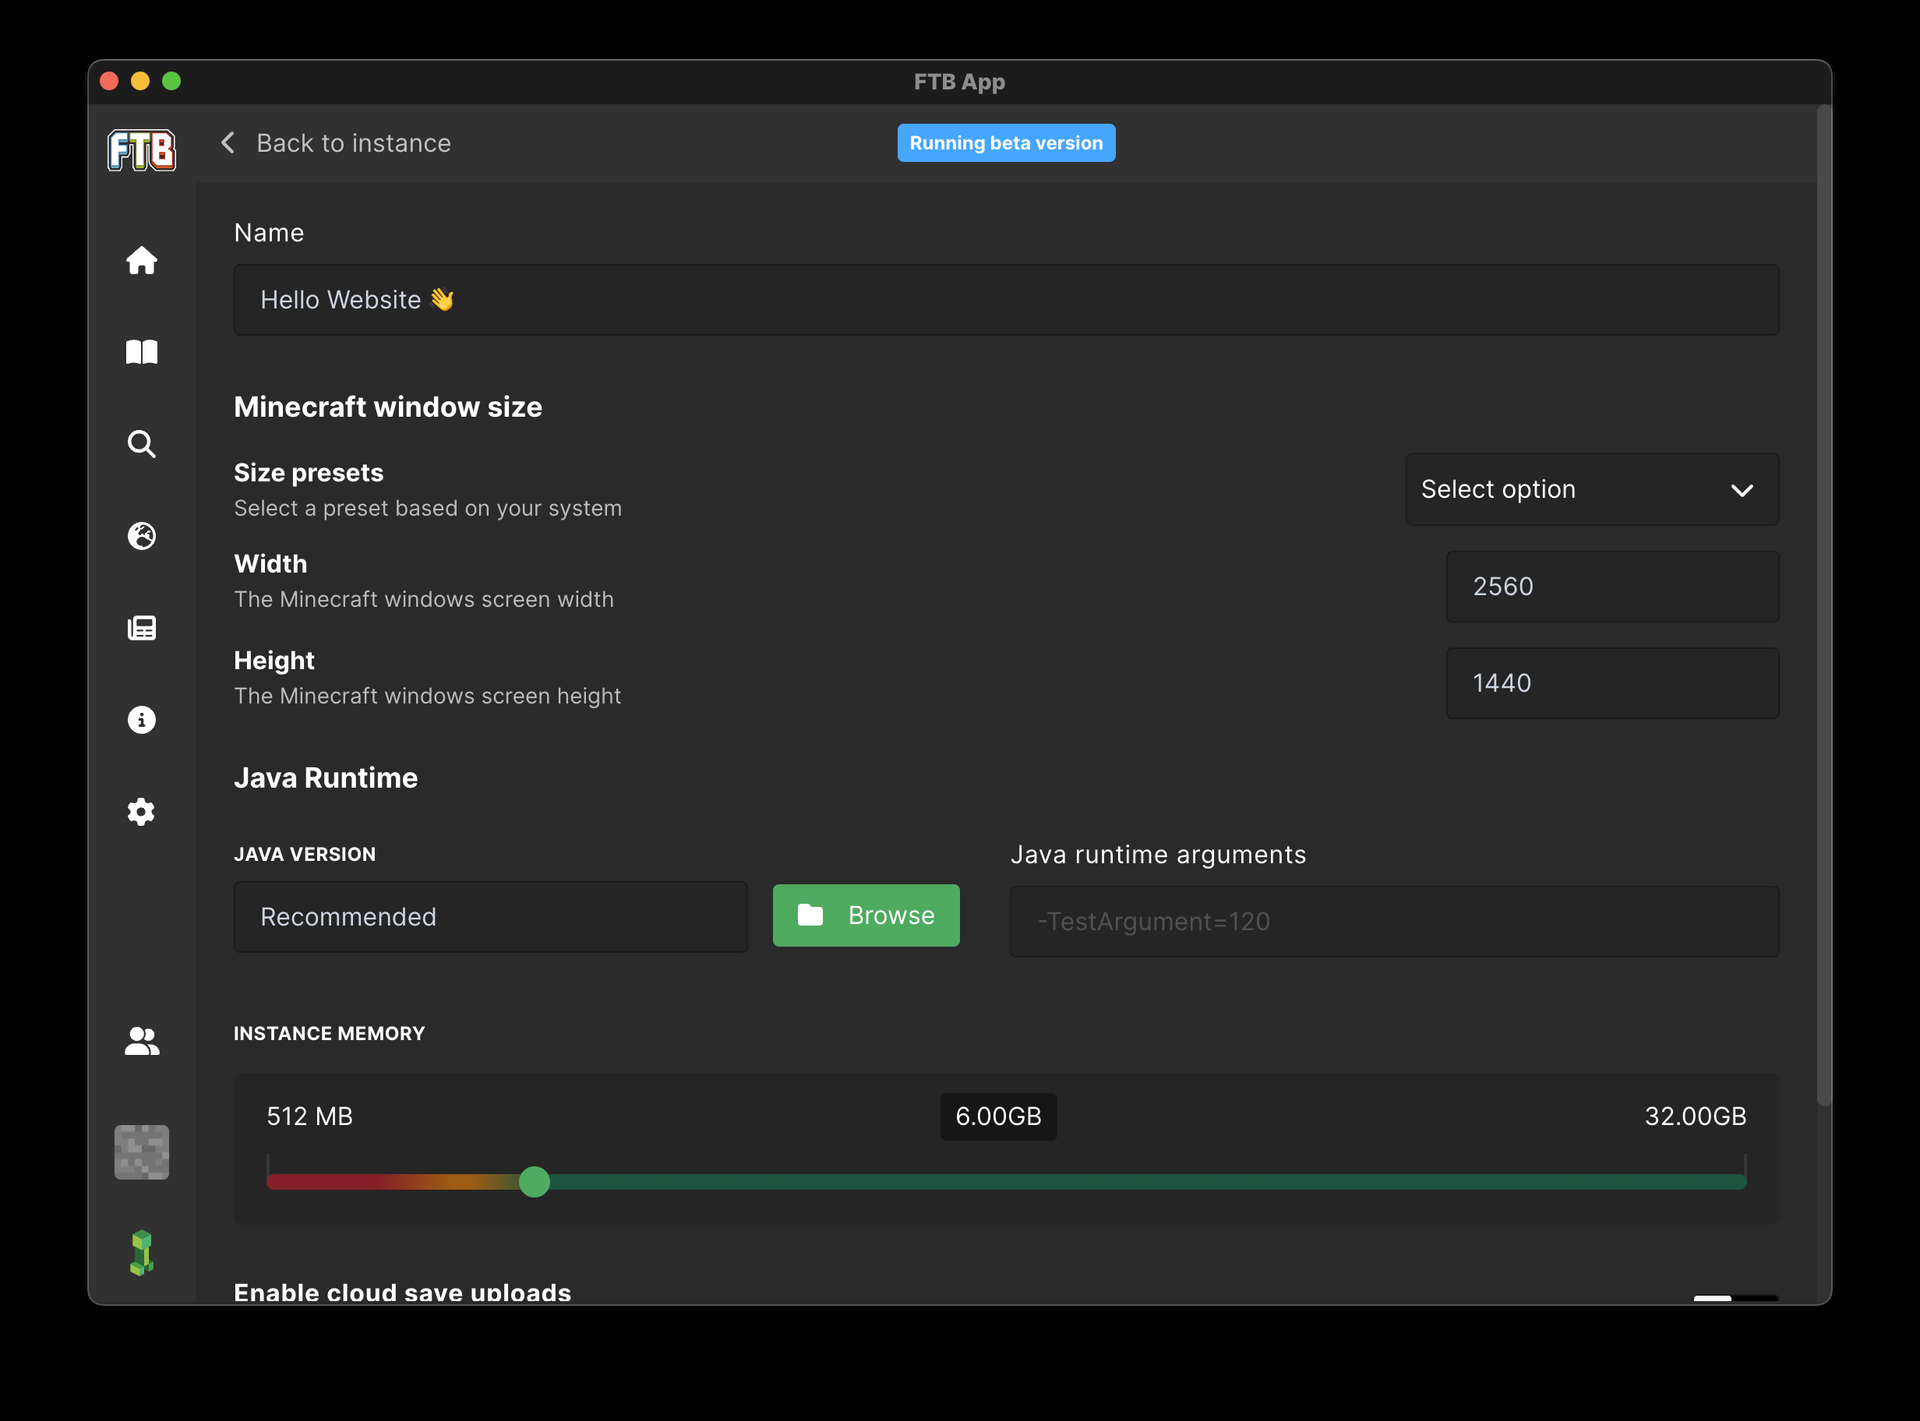 FTB App
FTB
Back to instance
Running beta version
Name
Hello Website 👋
Minecraft window size
Size presets
Select a preset based on your system
Select option
Width
The Minecraft windows screen width
2560
Height
The Minecraft windows screen height
1440
Java Runtime
JAVA VERSION
Recommended
Browse
Java runtime arguments
-TestArgument=120
INSTANCE MEMORY
512 MB
6.00GB
32.00GB
Enable cloud save uploads